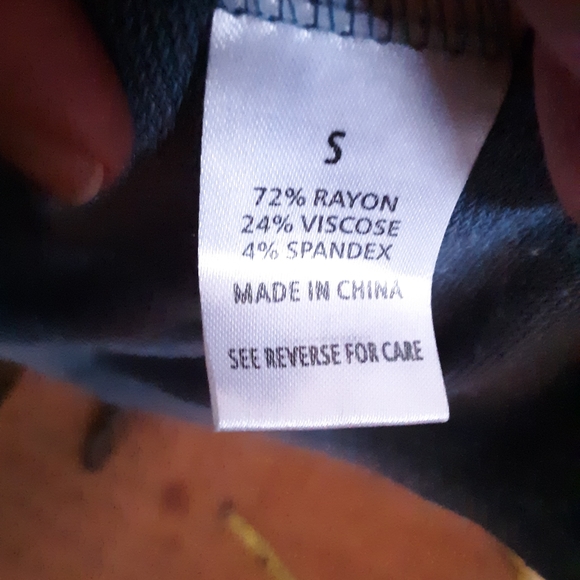 S
72% RAYON
24% VISCOSE
4% SPANDEX
MADE IN CHINA
SEE REVERSE FOR CARE